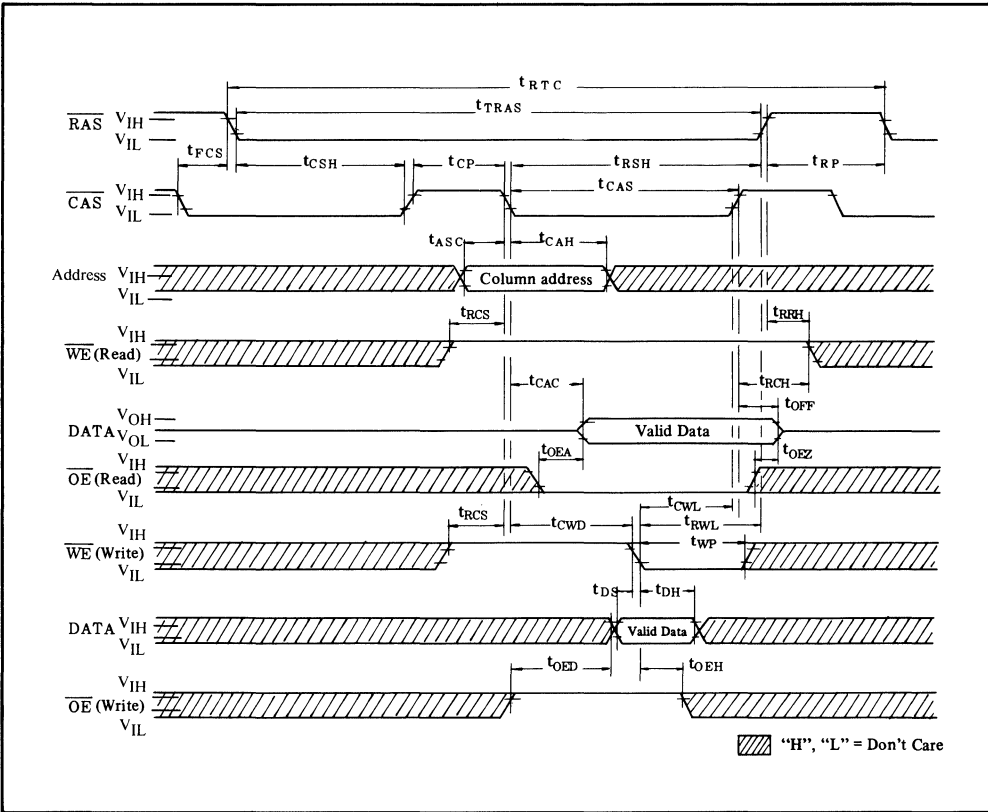 tRTC
tTRAS
RAS VIH
VIL
tFCS tCSH tCP tRSH tRP
tCAS
CAS VIH
VIL
tASC tCAH
Address VIH
VIL
Column address
tRCS tRRH
VIH
WE (Read)
VIL
tRCH
tCAC tOFF
VOH
DATA
VOL
Valid Data
tOEA tOEZ
VIH
OE (Read)
VIL
tCWL
tRCS tCWD tRWL
VIH
tWP
WE (Write)
VIL
tDS tDH
DATA VIH
VIL
Valid Data
tOED tOEH
VIH
OE (Write)
VIL
"H", "L" = Don't Care